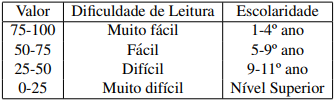 Valor Dificuldade de Leitura Escolaridade
75-100 Muito fácil 1-4º ano
50-75 Fácil 5-9º ano
25-50 Difícil 9-11º ano
0-25 Muito difícil Nível Superior